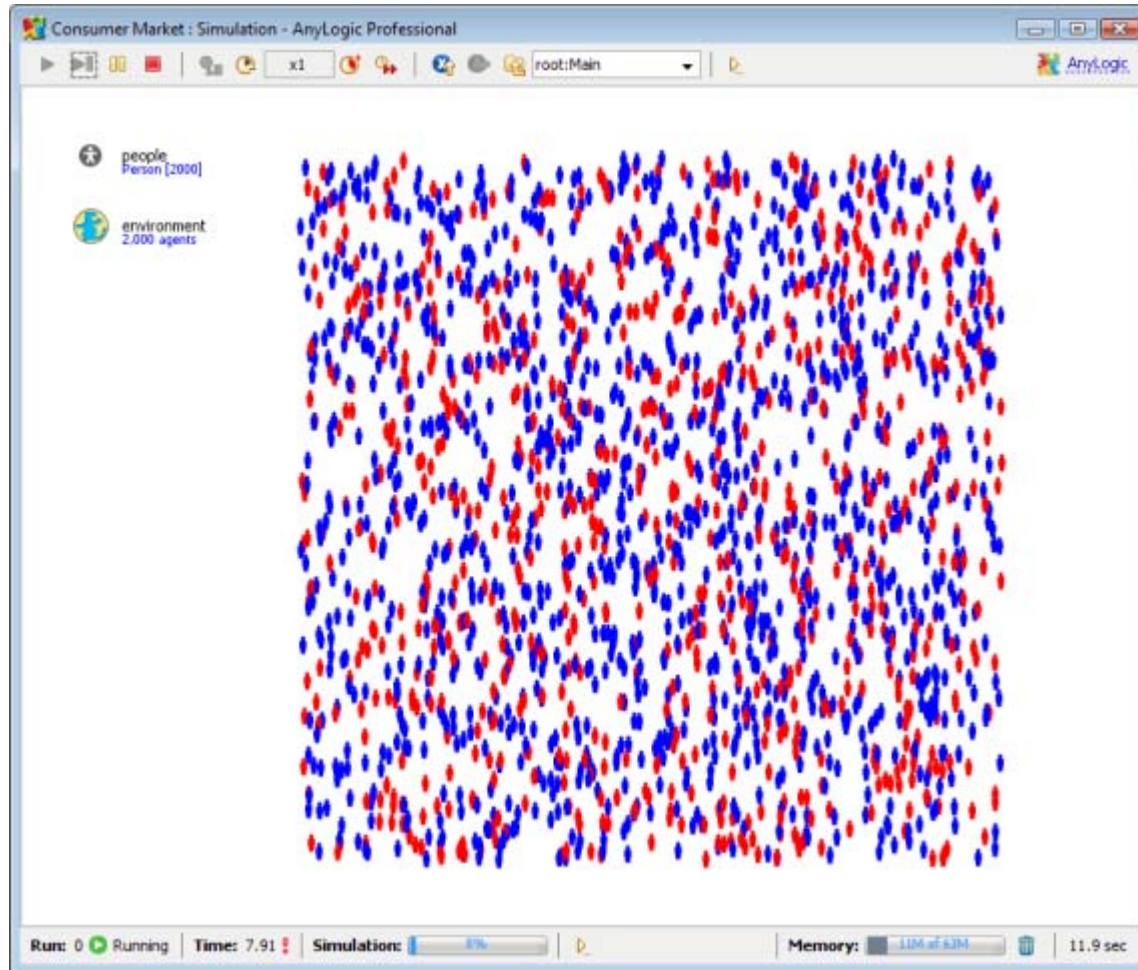 Consumer Market : Simulation - AnyLogic Professional
x1 root:Main AnyLogic
people
Person [2000]
environment
2,000 agents
Run: 0 Running Time: 7.91 Simulation: 8% Memory: 11M of 63M 11.9 sec